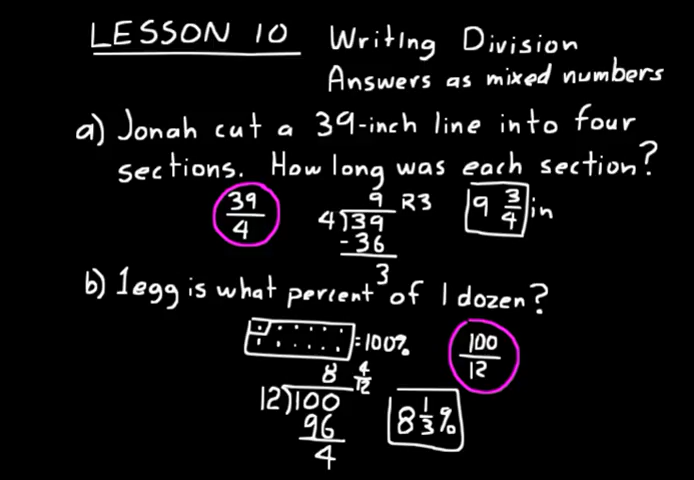 LESSON 10 Writing Division
Answers as mixed numbers
a) Jonah cut a 39-inch line into four
sections. How long was each section?
39/4
9 R3
4)39
-36
3
9 3/4 in
b) 1 egg is what percent of 1 dozen?
=100%
100/12
8 4/12
12)100
96
4
8 1/3%